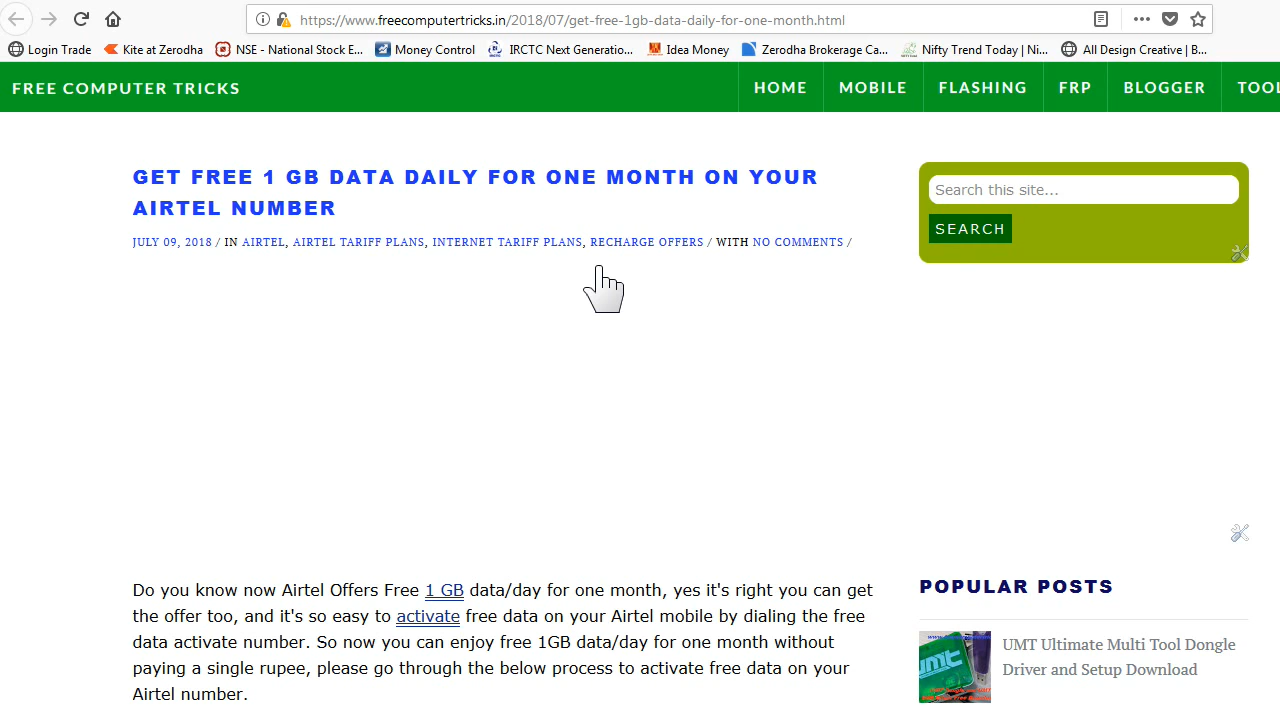 https://www.freecomputertricks.in/2018/07/get-free-1gb-data-daily-for-one-month.html
Login Trade Kite at Zerodha NSE - National Stock E... Money Control IRCTC Next Generatio... Idea Money Zerodha Brokerage Ca... Nifty Trend Today | Ni... All Design Creative | B...
FREE COMPUTER TRICKS HOME MOBILE FLASHING FRP BLOGGER TOOL
GET FREE 1 GB DATA DAILY FOR ONE MONTH ON YOUR
AIRTEL NUMBER
JULY 09, 2018 / IN AIRTEL, AIRTEL TARIFF PLANS, INTERNET TARIFF PLANS, RECHARGE OFFERS / WITH NO COMMENTS /
Search this site...
SEARCH
Do you know now Airtel Offers Free 1 GB data/day for one month, yes it's right you can get
the offer too, and it's so easy to activate free data on your Airtel mobile by dialing the free
data activate number. So now you can enjoy free 1GB data/day for one month without
paying a single rupee, please go through the below process to activate free data on your
Airtel number.
POPULAR POSTS
umt
UMT Ultimate Multi Tool Dongle
Driver and Setup Download